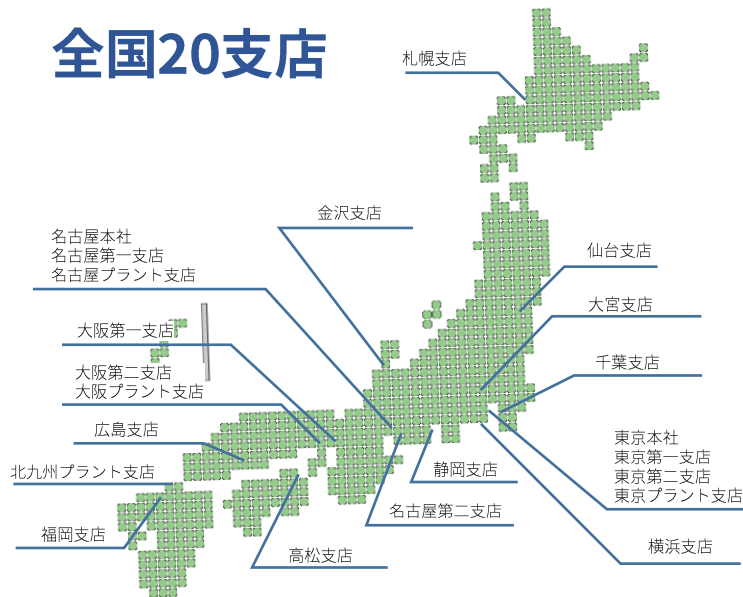 全国20支店
札幌支店
金沢支店
名古屋本社
名古屋第一支店
名古屋プラント支店
仙台支店
大宮支店
大阪第一支店
千葉支店
大阪第二支店
大阪プラント支店
広島支店
東京本社
東京第一支店
東京第二支店
東京プラント支店
北九州プラント支店
静岡支店
名古屋第二支店
福岡支店
高松支店
横浜支店